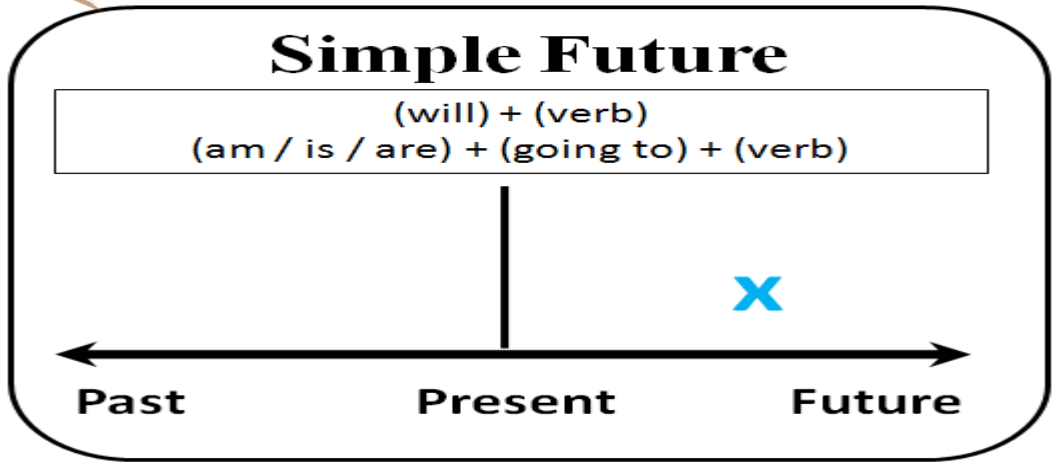 Simple Future
(will) + (verb)
(am / is / are) + (going to) + (verb)
x
Past Present Future